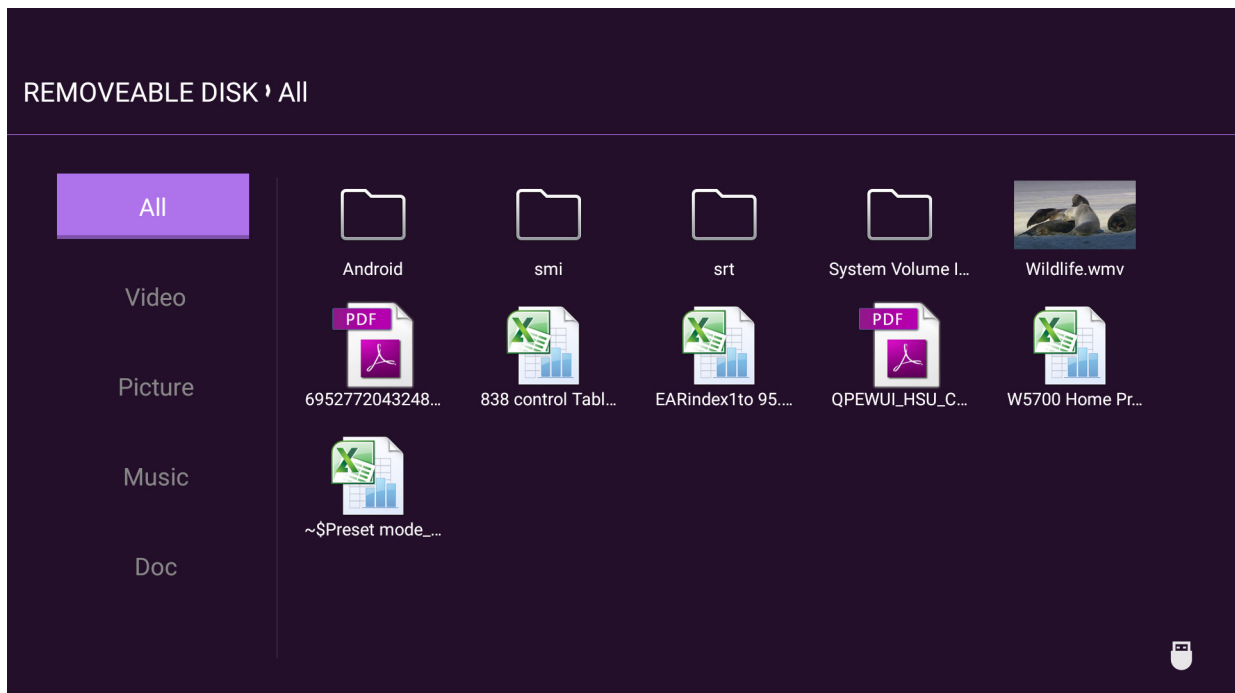 REMOVEABLE DISK › All
All
Video
Picture
Music
Doc
Android
smi
srt
System Volume I...
Wildlife.wmv
PDF
PDF
6952772043248...
838 control Tabl...
EARindex1to 95....
QPEWUI_HSU_C...
W5700 Home Pr...
~$Preset mode_...